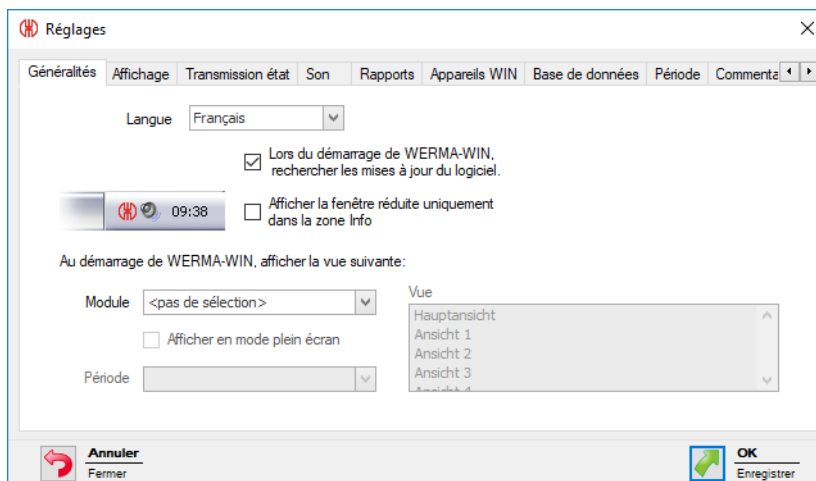 Réglages
Généralités Affichage Transmission état Son Rapports Appareils WIN Base de données Période Commenta
Langue Français
Lors du démarrage de WERMA-WIN,
rechercher les mises à jour du logiciel.
09:38
Afficher la fenêtre réduite uniquement
dans la zone Info
Au démarrage de WERMA-WIN, afficher la vue suivante:
Module <pas de sélection>
Afficher en mode plein écran
Période
Vue
Hauptansicht
Ansicht 1
Ansicht 2
Ansicht 3
Annuler
Fermer
OK
Enregistrer